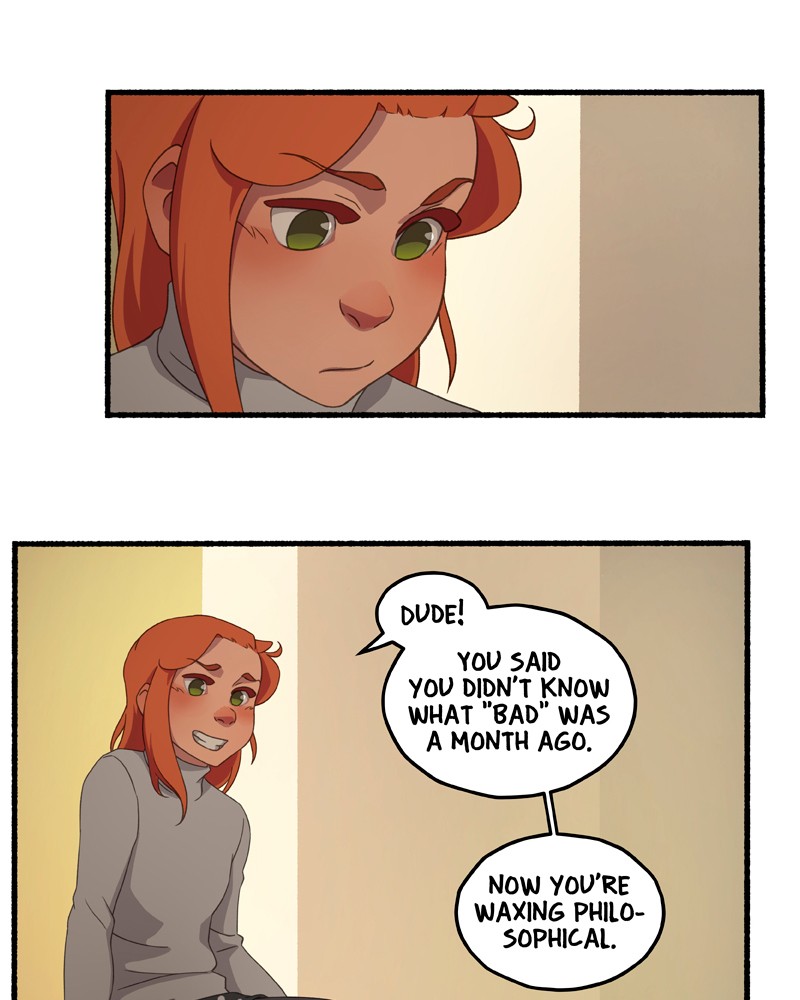 DUDE!
YOU SAID
YOU DIDN'T KNOW
WHAT "BAD" WAS
A MONTH AGO.
NOW YOU'RE
WAXING PHILO-
SOPHICAL.